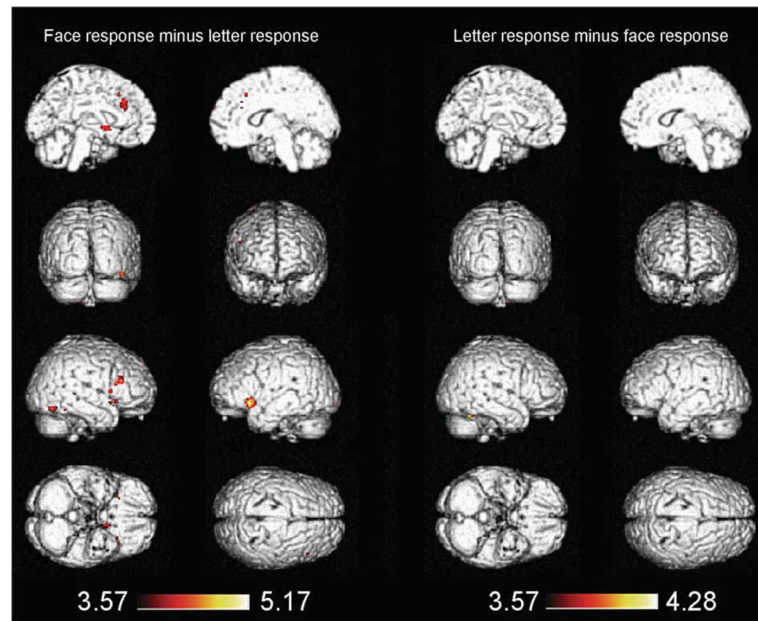 Face response minus letter response
Letter response minus face response
3.57 5.17
3.57 4.28